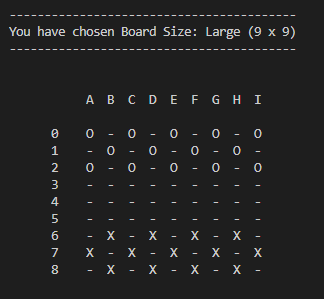 -----------------------------------------
You have chosen Board Size: Large (9 x 9)
-----------------------------------------
A B C D E F G H I
0 O - O - O - O - O
1 - O - O - O - O -
2 O - O - O - O - O
3 - - - - - - - - -
4 - - - - - - - - -
5 - - - - - - - - -
6 - X - X - X - X -
7 X - X - X - X - X
8 - X - X - X - X -